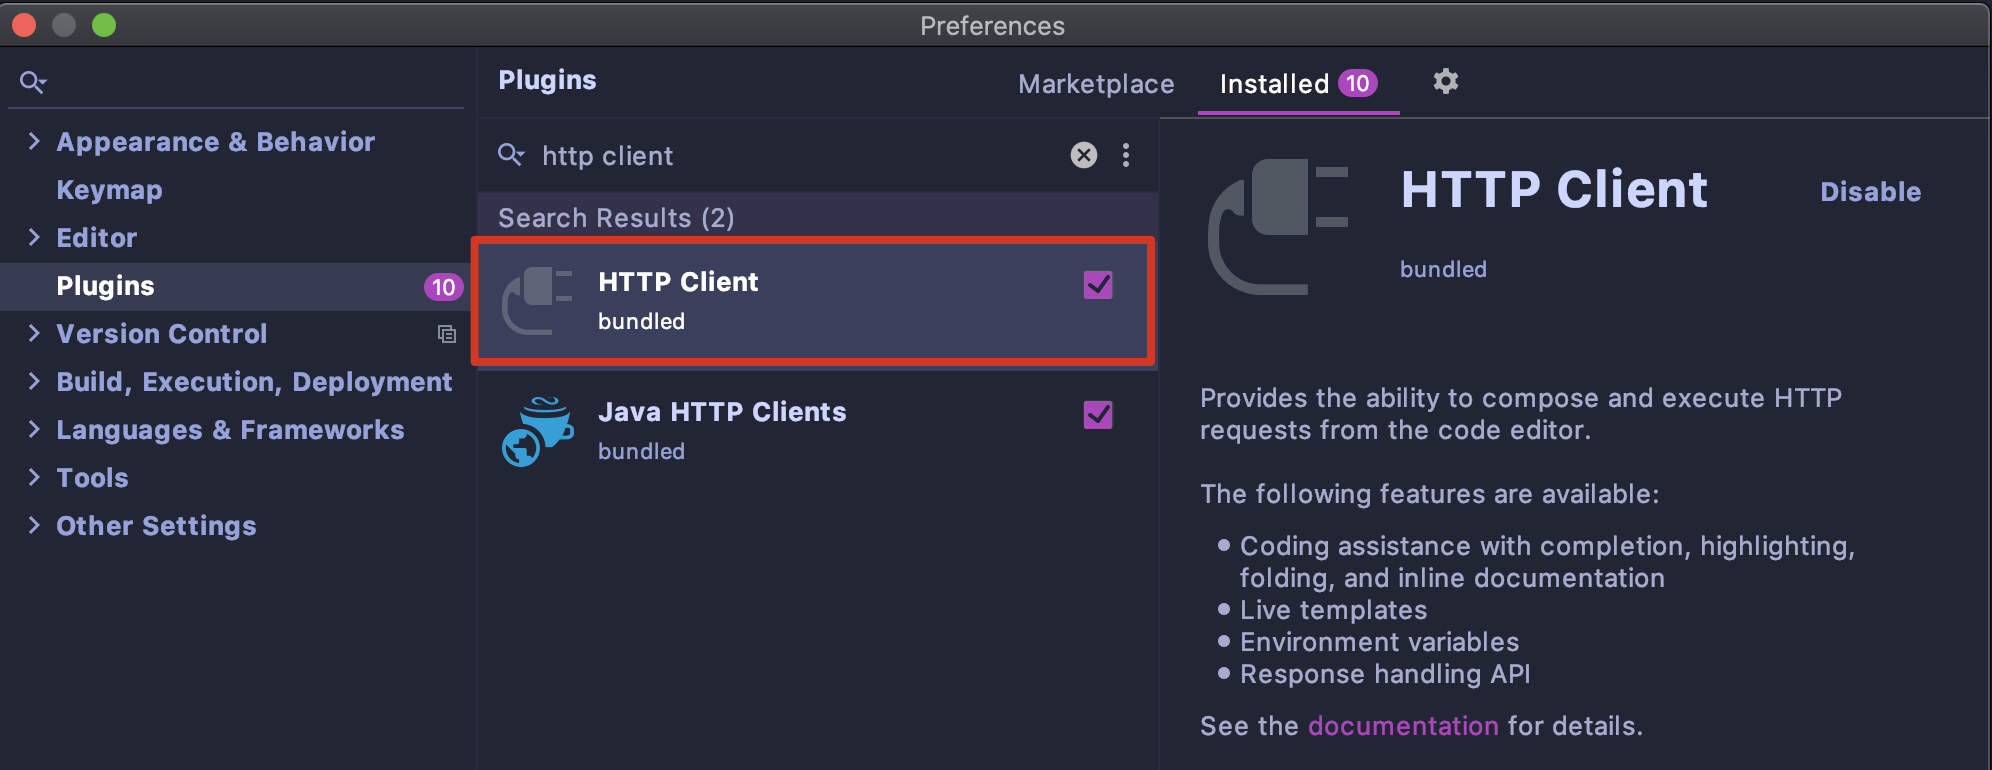 Preferences
Appearance & Behavior
Keymap
Editor
Plugins 10
Version Control
Build, Execution, Deployment
Languages & Frameworks
Tools
Other Settings
Plugins
Marketplace
Installed 10
http client
Search Results (2)
HTTP Client
bundled
Java HTTP Clients
bundled
HTTP Client
Disable
bundled
Provides the ability to compose and execute HTTP
requests from the code editor.
The following features are available:
Coding assistance with completion, highlighting,
folding, and inline documentation
Live templates
Environment variables
Response handling API
See the documentation for details.